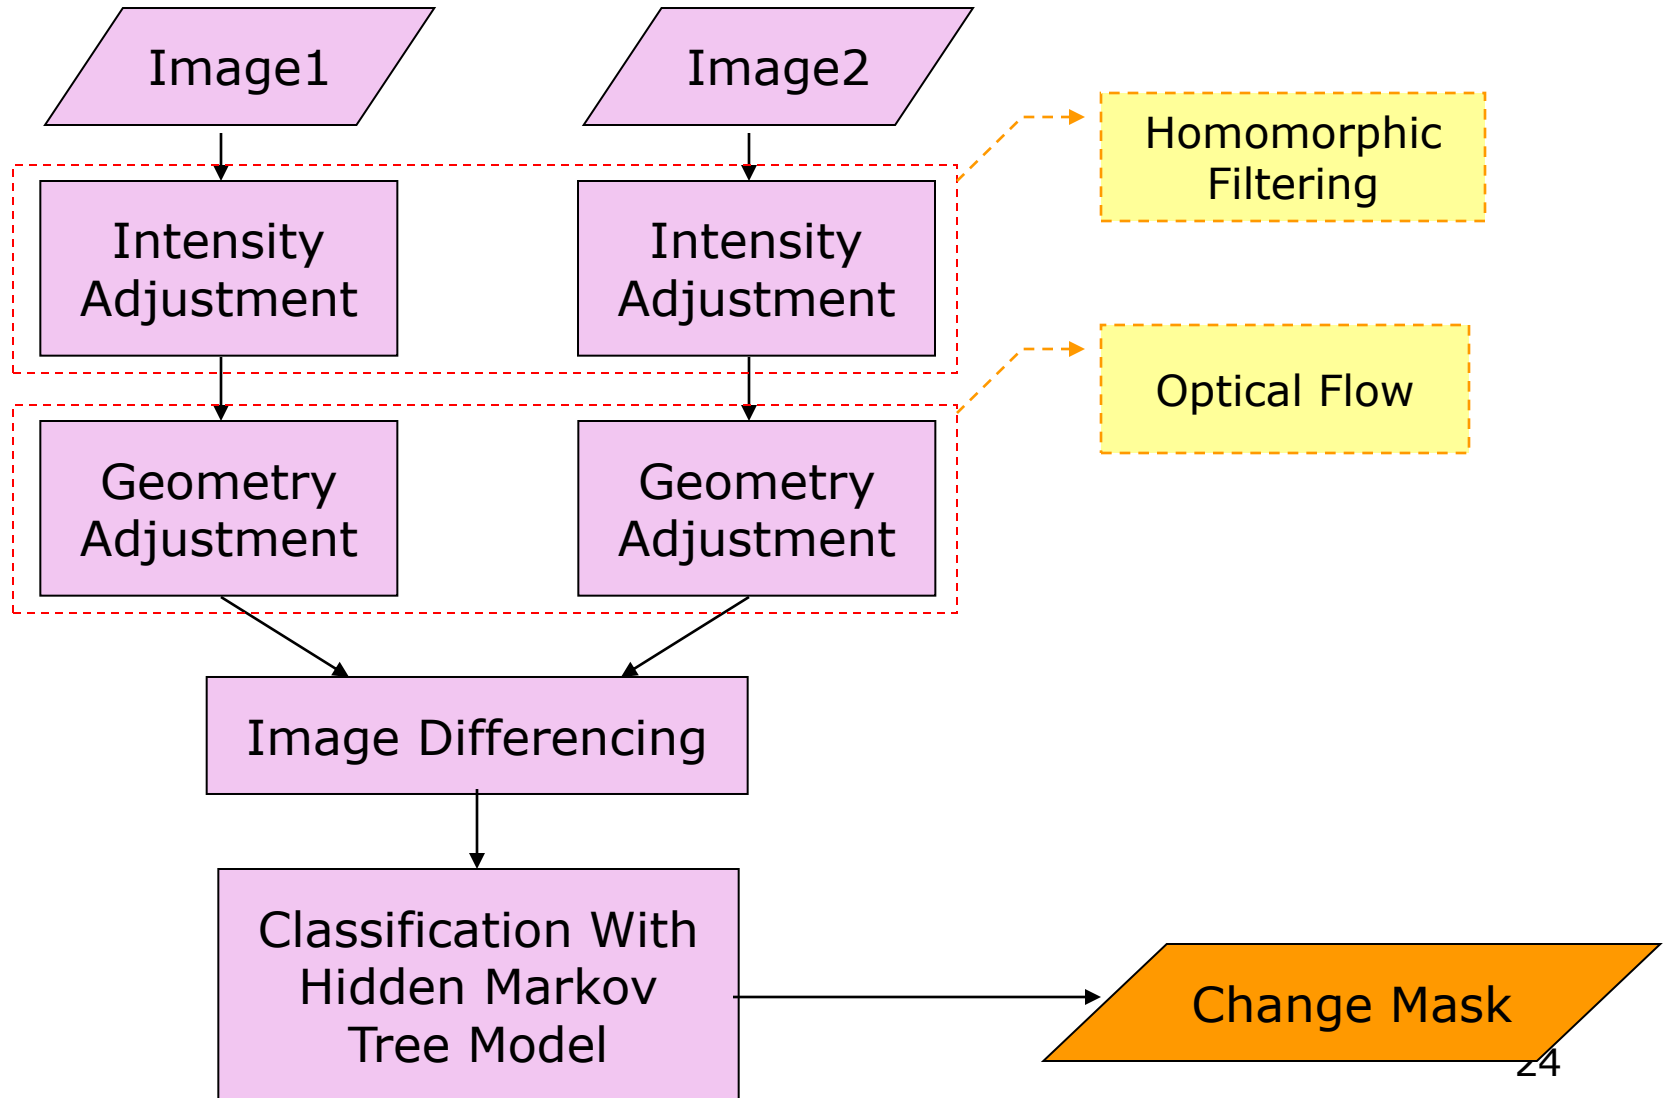 Image1
Image2
Homomorphic
Filtering
Intensity
Adjustment
Intensity
Adjustment
Optical Flow
Geometry
Adjustment
Geometry
Adjustment
Image Differencing
Classification With
Hidden Markov
Tree Model
Change Mask
24